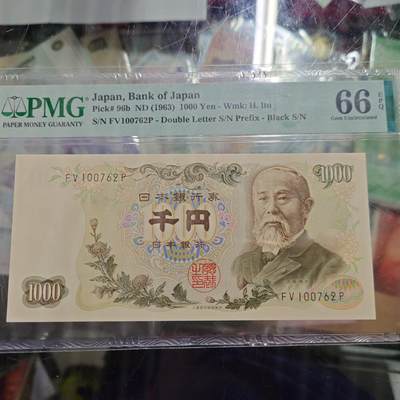 PMG
PAPER MONEY GUARANTY
Japan, Bank of Japan
Pick# 96b ND (1963) 1000 Yen - Wmk: H. Ito
S/N FV100762P - Double Letter S/N Prefix - Black S/N
66 EPQ
Gem Uncirculated
1000
FV100762P
日本銀行券
千円
日本銀行
1000
FV100762P